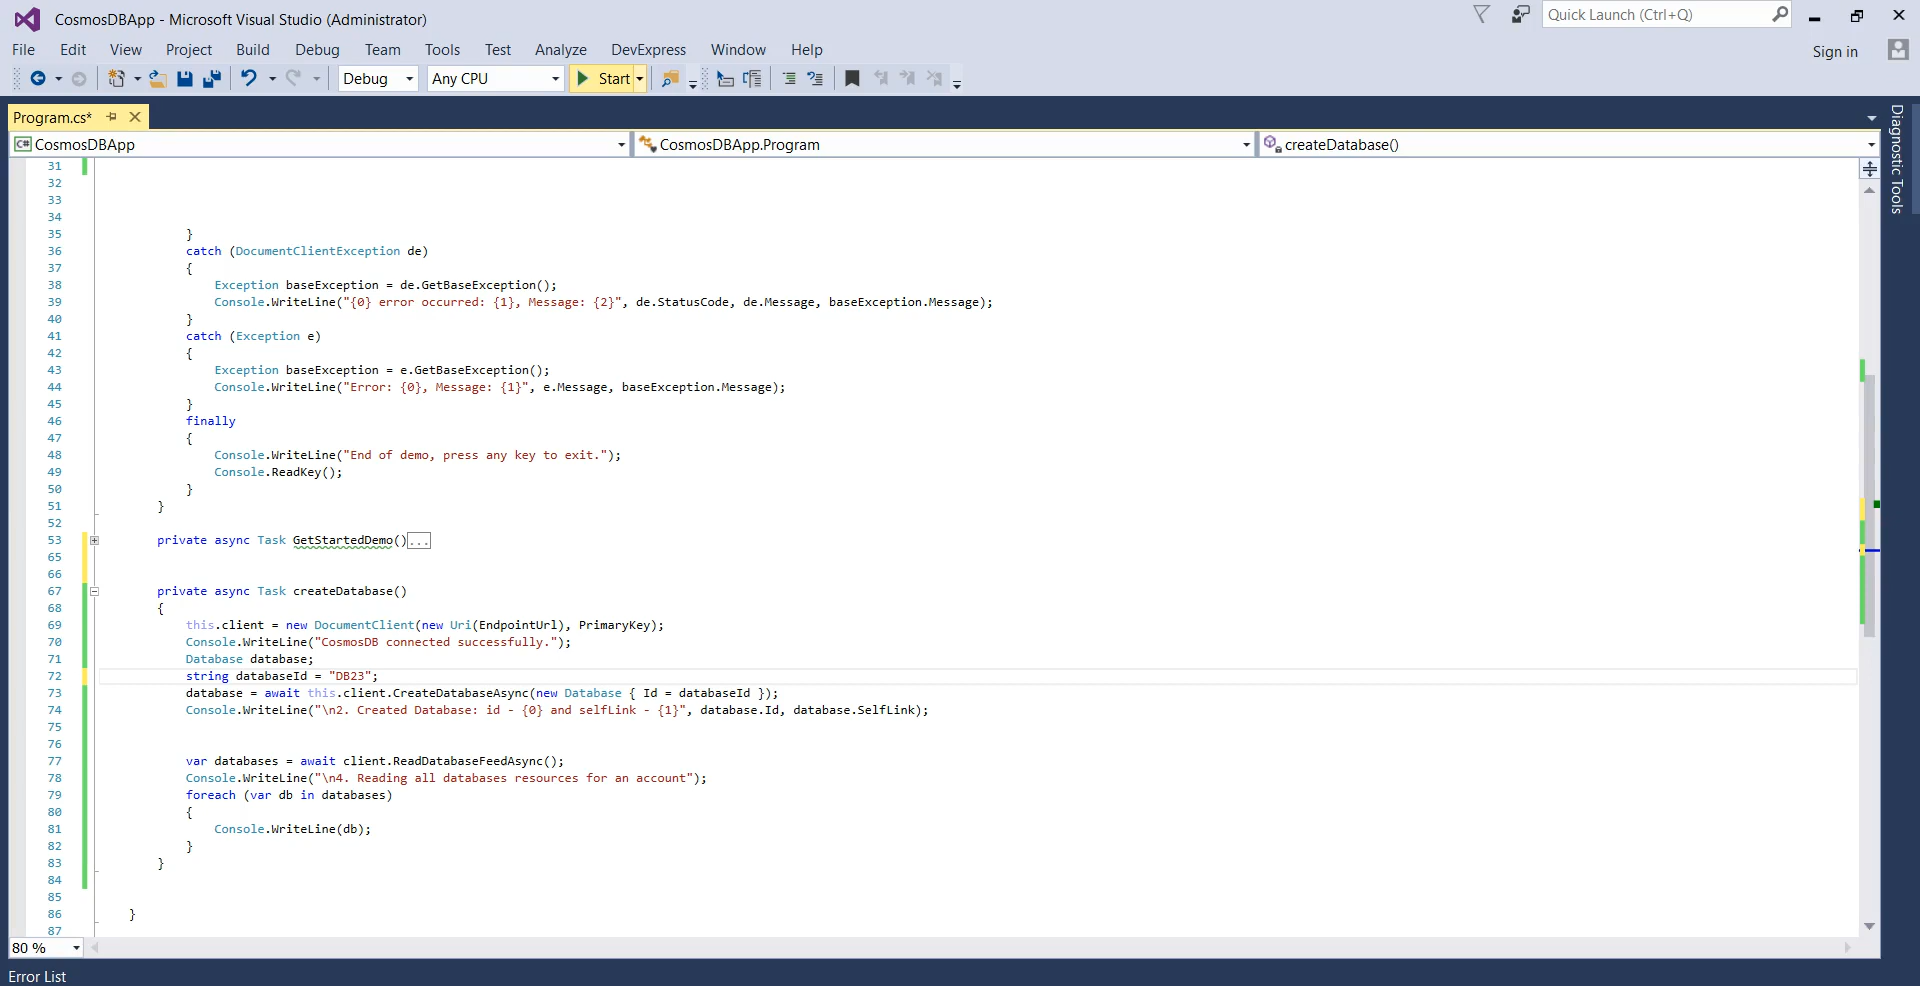 CosmosDBApp - Microsoft Visual Studio (Administrator)
Quick Launch (Ctrl+Q)
File Edit View Project Build Debug Team Tools Test Analyze DevExpress Window Help
Sign in
Debug Any CPU Start
Program.cs*
Diagnostic Tools
C# CosmosDBApp CosmosDBApp.Program createDatabase()
31
32
33
34
35 }
36 catch (DocumentClientException de)
37 {
38 Exception baseException = de.GetBaseException();
39 Console.WriteLine("{0} error occurred: {1}, Message: {2}", de.StatusCode, de.Message, baseException.Message);
40 }
41 catch (Exception e)
42 {
43 Exception baseException = e.GetBaseException();
44 Console.WriteLine("Error: {0}, Message: {1}", e.Message, baseException.Message);
45 }
46 finally
47 {
48 Console.WriteLine("End of demo, press any key to exit.");
49 Console.ReadKey();
50 }
51 }
52
53 private async Task GetStartedDemo()...
65
66
67 private async Task createDatabase()
68 {
69 this.client = new DocumentClient(new Uri(EndpointUrl), PrimaryKey);
70 Console.WriteLine("CosmosDB connected successfully.");
71 Database database;
72 string databaseId = "DB23";
73 database = await this.client.CreateDatabaseAsync(new Database { Id = databaseId });
74 Console.WriteLine("\n2. Created Database: id - {0} and selfLink - {1}", database.Id, database.SelfLink);
75
76
77 var databases = await client.ReadDatabaseFeedAsync();
78 Console.WriteLine("\n4. Reading all databases resources for an account");
79 foreach (var db in databases)
80 {
81 Console.WriteLine(db);
82 }
83 }
84
85
86 }
87
80 %
Error List